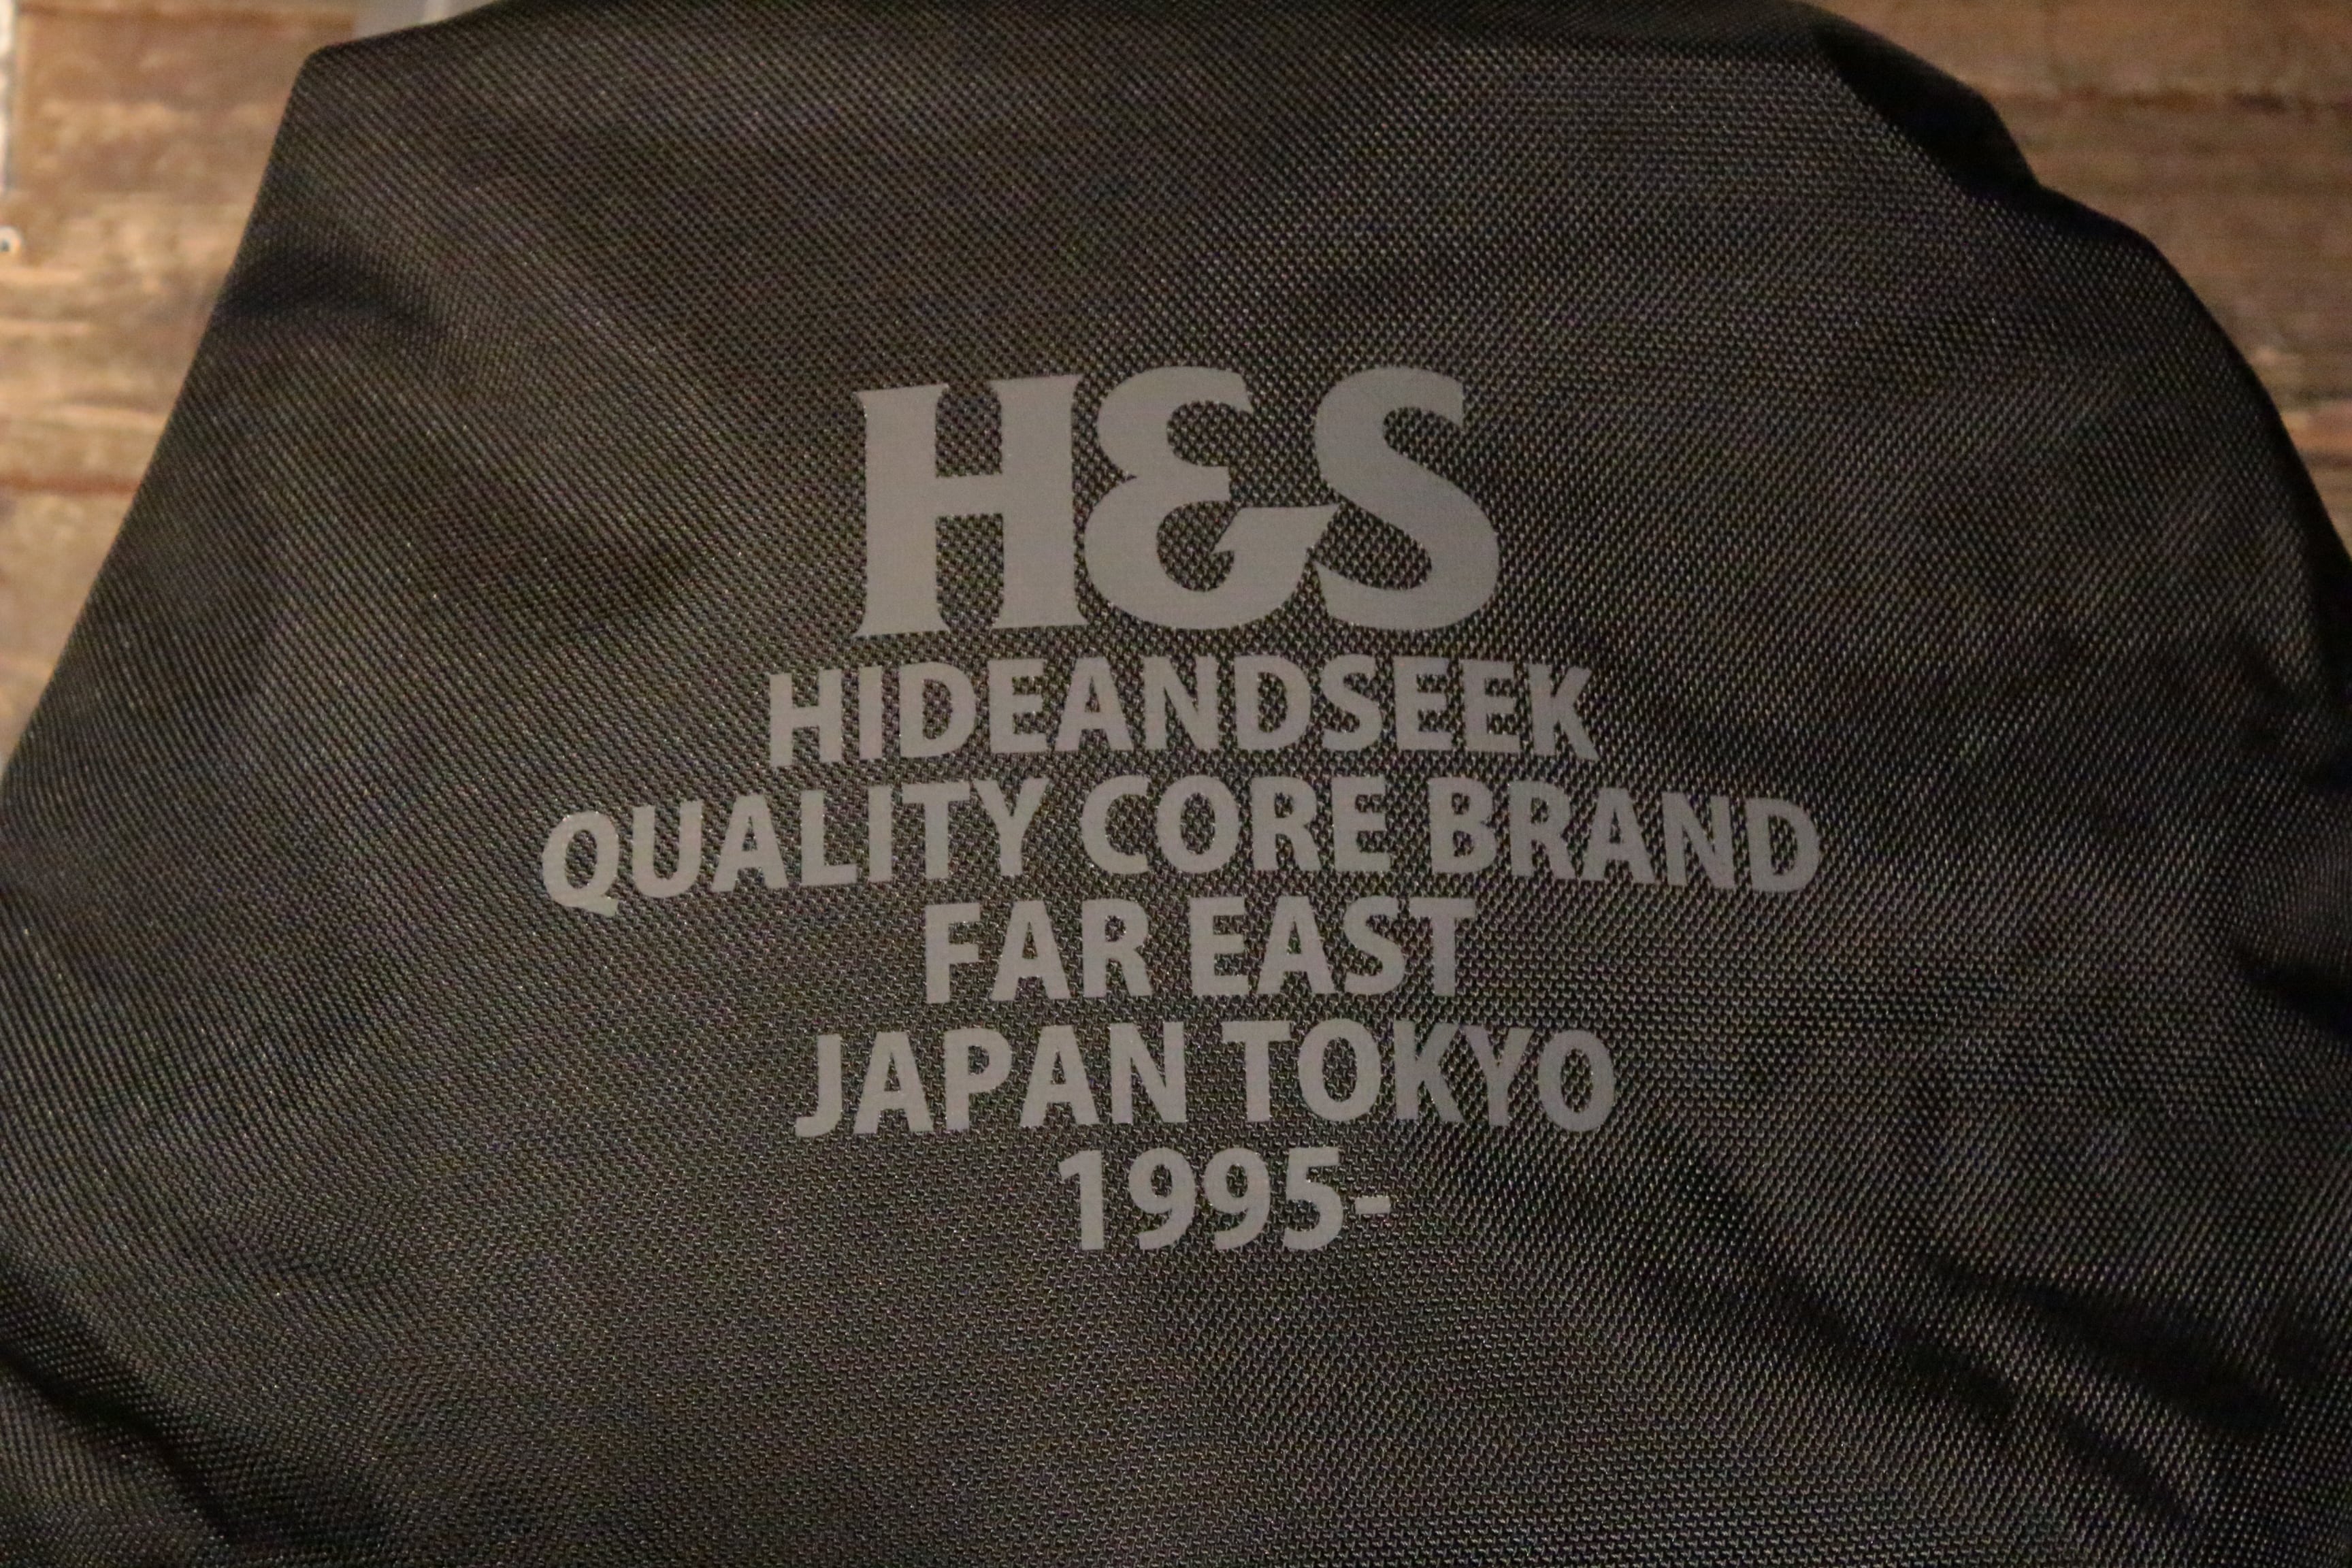 H&S
HIDEANDSEEK
QUALITY CORE BRAND
FAR EAST
JAPAN TOKYO
1995-